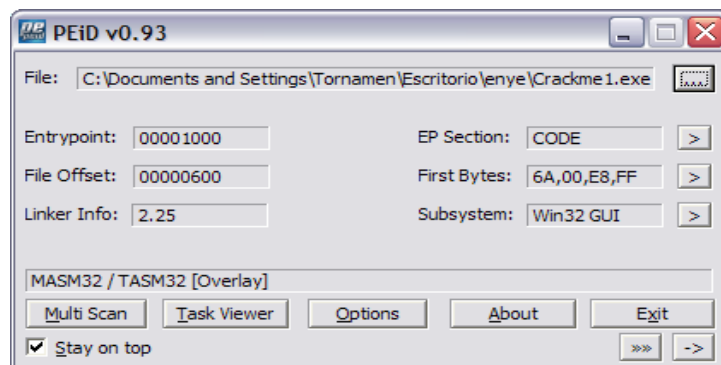 PEiD v0.93
File: C:\Documents and Settings\Tornamen\Escritorio\enye\Crackme1.exe ...
Entrypoint: 00001000 EP Section: CODE >
File Offset: 00000600 First Bytes: 6A,00,E8,FF >
Linker Info: 2.25 Subsystem: Win32 GUI >
MASM32 / TASM32 [Overlay]
Multi Scan Task Viewer Options About Exit
Stay on top »» ->